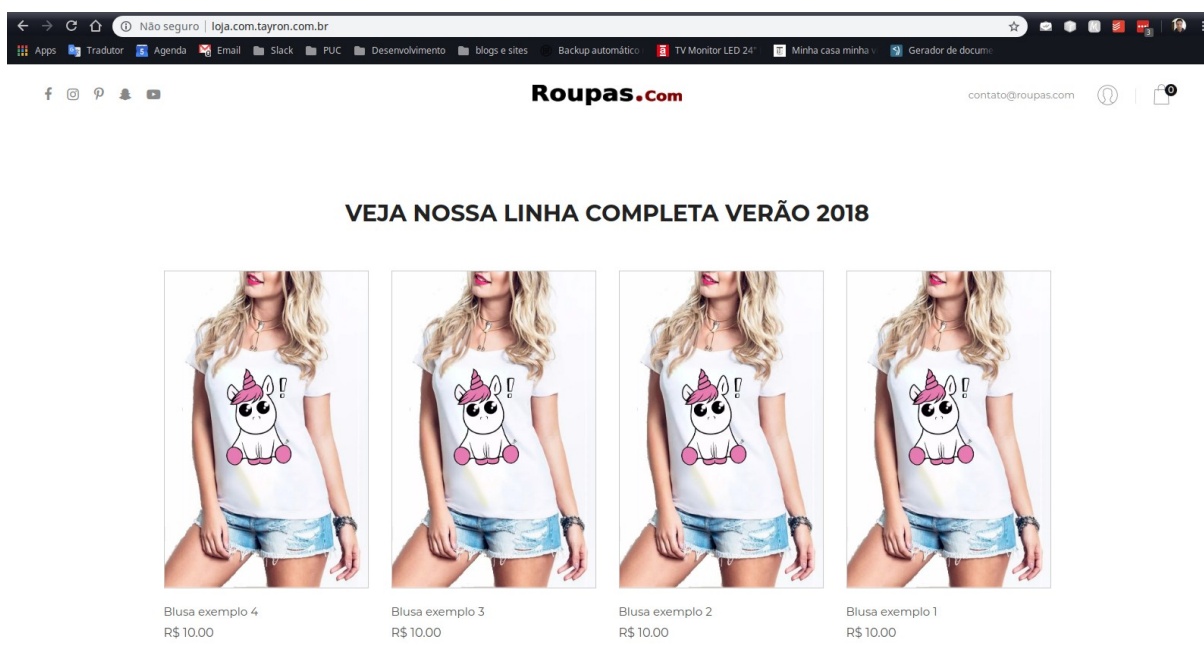 Não seguro | loja.com.tayron.com.br
Apps Tradutor Agenda Email Slack PUC Desenvolvimento blogs e sites Backup automático TV Monitor LED 24" Minha casa minha v Gerador de docume
Roupas.Com
contato@roupas.com 0
VEJA NOSSA LINHA COMPLETA VERÃO 2018
! ! ! !
Blusa exemplo 4 Blusa exemplo 3 Blusa exemplo 2 Blusa exemplo 1
R$ 10.00 R$ 10.00 R$ 10.00 R$ 10.00